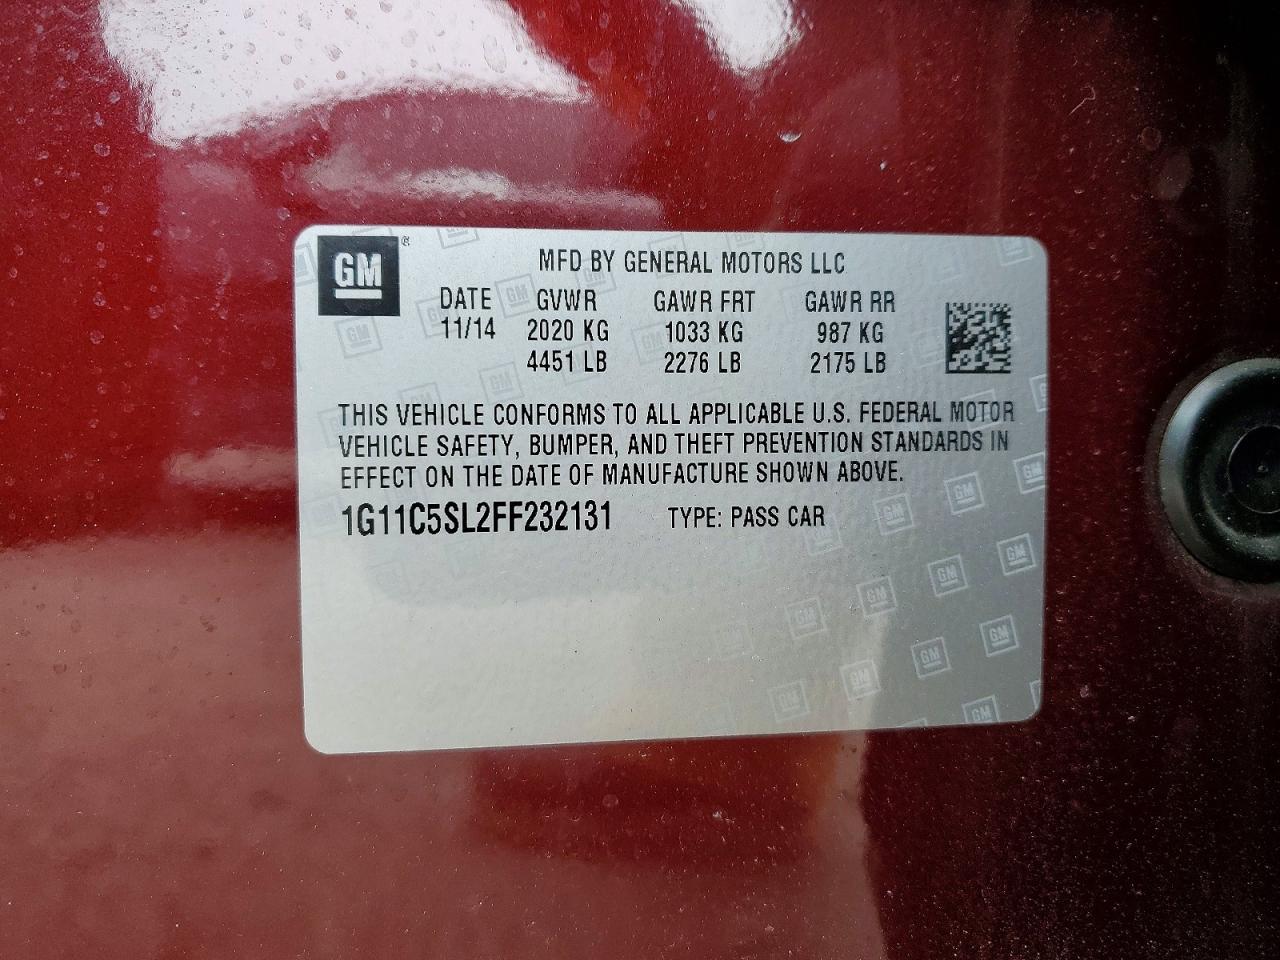 GM ®
MFD BY GENERAL MOTORS LLC
DATE GVWR GAWR FRT GAWR RR
11/14 2020 KG 1033 KG 987 KG
4451 LB 2276 LB 2175 LB
THIS VEHICLE CONFORMS TO ALL APPLICABLE U.S. FEDERAL MOTOR
VEHICLE SAFETY, BUMPER, AND THEFT PREVENTION STANDARDS IN
EFFECT ON THE DATE OF MANUFACTURE SHOWN ABOVE.
1G11C5SL2FF232131 TYPE: PASS CAR